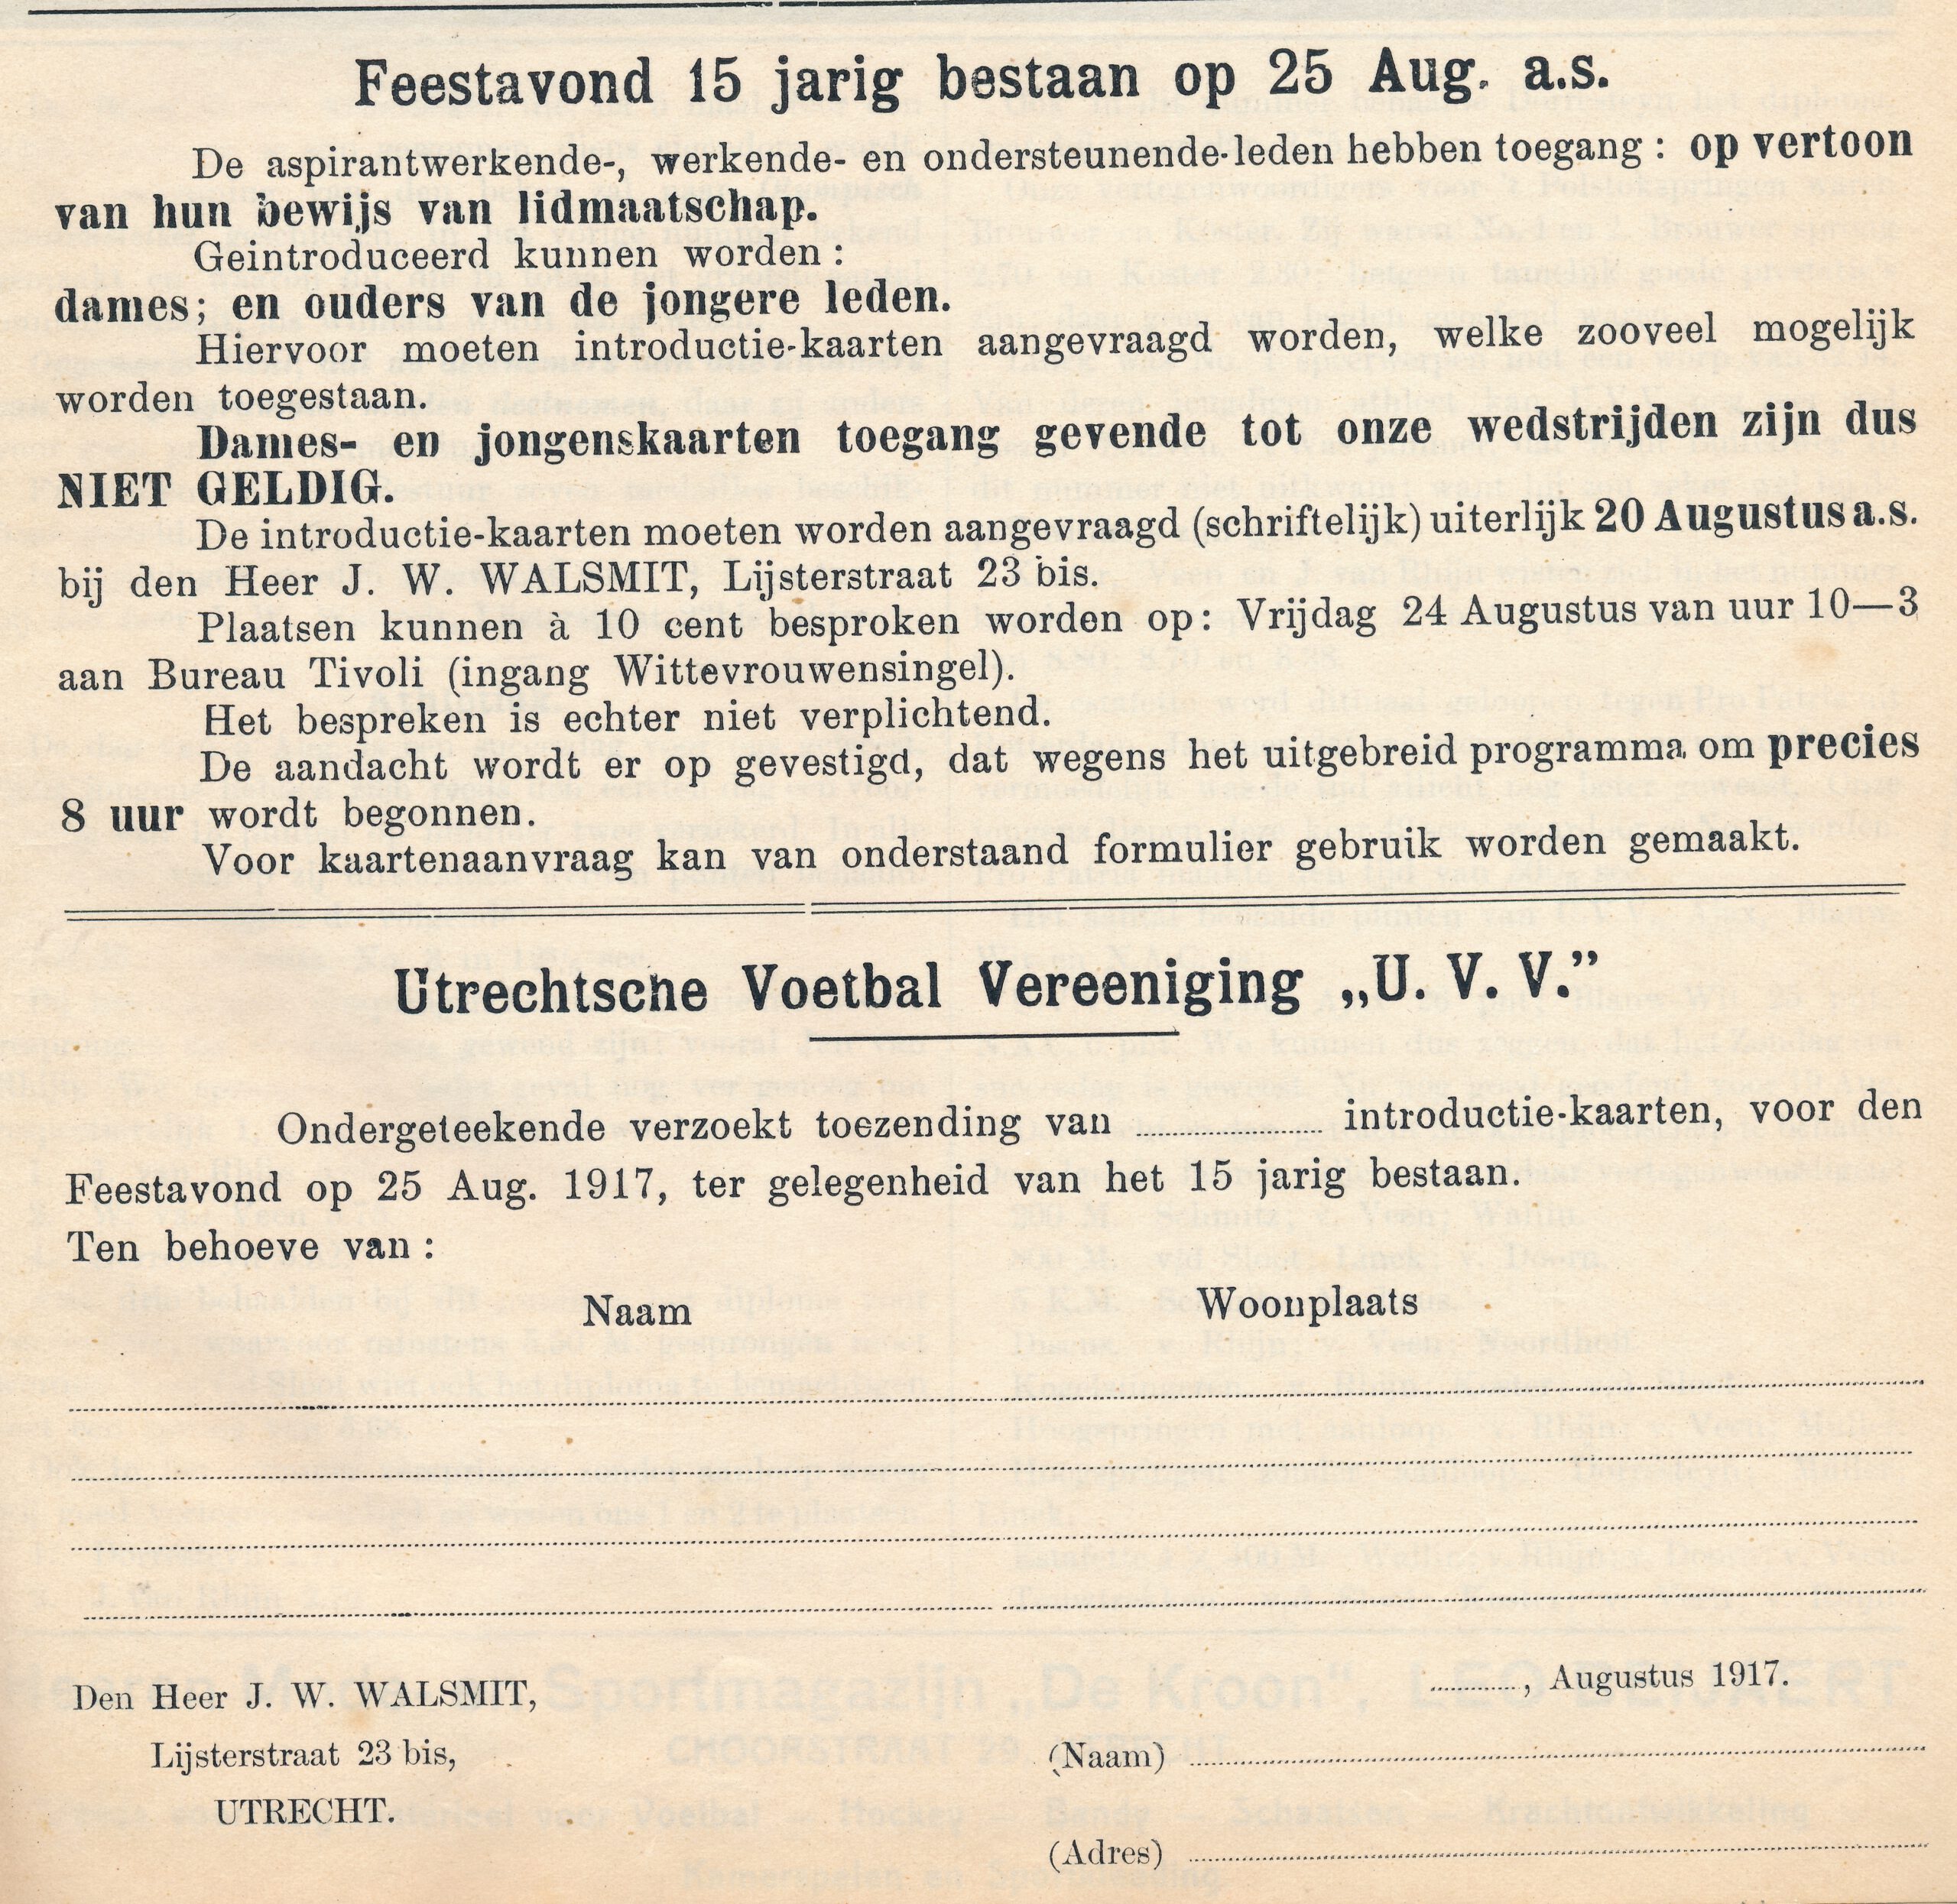 Feestavond 15 jarig bestaan op 25 Aug. a.s.
De aspirantwerkende-, werkende- en ondersteunende-leden hebben toegang: op vertoon
van hun bewijs van lidmaatschap.
Geintroduceerd kunnen worden:
dames; en ouders van de jongere leden.
Hiervoor moeten introductie-kaarten aangevraagd worden, welke zooveel mogelijk
worden toegestaan.
Dames- en jongenskaarten toegang gevende tot onze wedstrijden zijn dus
NIET GELDIG.
De introductie-kaarten moeten worden aangevraagd (schriftelijk) uiterlijk 20 Augustus a.s.
bij den Heer J. W. WALSMIT, Lijsterstraat 23 bis.
Plaatsen kunnen à 10 cent besproken worden op: Vrijdag 24 Augustus van uur 10—3
aan Bureau Tivoli (ingang Wittevrouwensingel).
Het bespreken is echter niet verplichtend.
De aandacht wordt er op gevestigd, dat wegens het uitgebreid programma om precies
8 uur wordt begonnen.
Voor kaartenaanvraag kan van onderstaand formulier gebruik worden gemaakt.
Utrechtsche Voetbal Vereeniging „U. V. V.”
Ondergeteekende verzoekt toezending van ............ introductie-kaarten, voor den
Feestavond op 25 Aug. 1917, ter gelegenheid van het 15 jarig bestaan.
Ten behoeve van:
Naam Woonplaats
Den Heer J. W. WALSMIT,
Lijsterstraat 23 bis,
UTRECHT.
............, Augustus 1917.
(Naam) ............
(Adres) ............